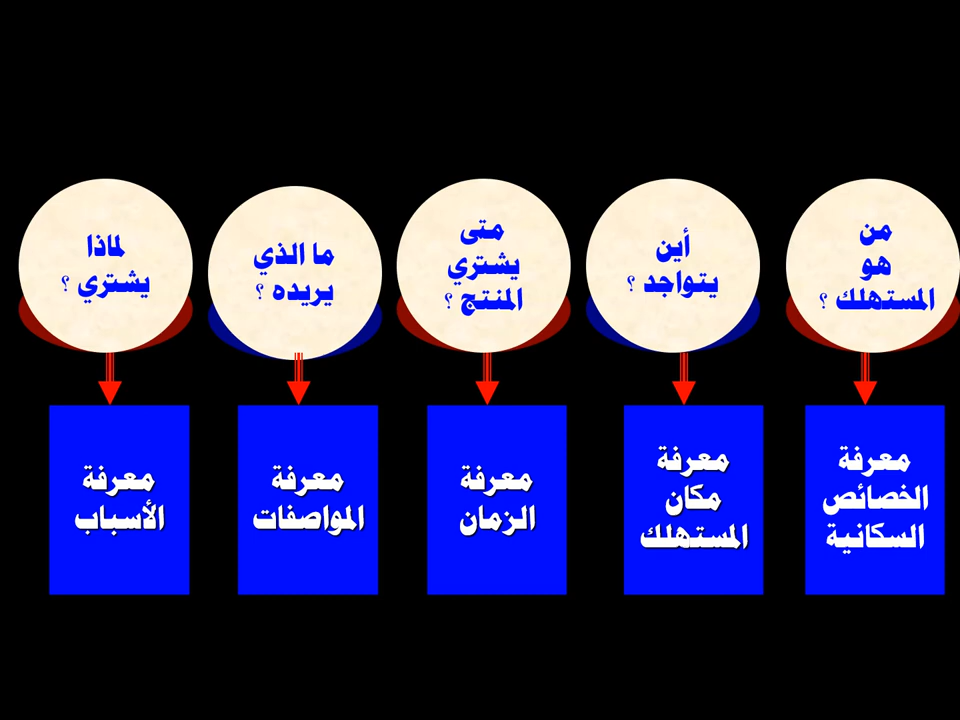 من
هو
المستهلك ؟
أين
يتواجد ؟
متى
يشتري
المنتج ؟
ما الذي
يريده ؟
لماذا
يشتري ؟
معرفة
الخصائص
السكانية
معرفة
مكان
المستهلك
معرفة
الزمان
معرفة
المواصفات
معرفة
الأسباب